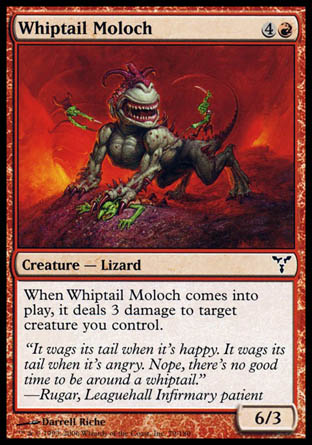 Whiptail Moloch 4
Creature — Lizard
When Whiptail Moloch comes into
play, it deals 3 damage to target
creature you control.
“It wags its tail when it’s happy. It wags its
tail when it’s angry. Nope, there’s no good
time to be around a whiptail.”
—Rugar, Leaguehall Infirmary patient
Darrell Riche
6/3